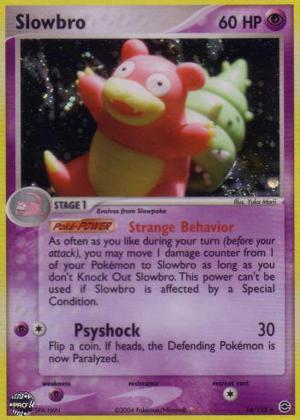 Slowbro
60 HP
Illus. Yuka Morii
STAGE 1
Evolves from Slowpoke
Poké-POWER Strange Behavior
As often as you like during your turn (before your
attack), you may move 1 damage counter from 1
of your Pokémon to Slowbro as long as you
don't Knock Out Slowbro. This power can't be
used if Slowbro is affected by a Special
Condition.
Psyshock 30
Flip a coin. If heads, the Defending Pokémon is
now Paralyzed.
weakness resistance retreat cost
©2004 Pokémon/Nintendo
14/112
PRO